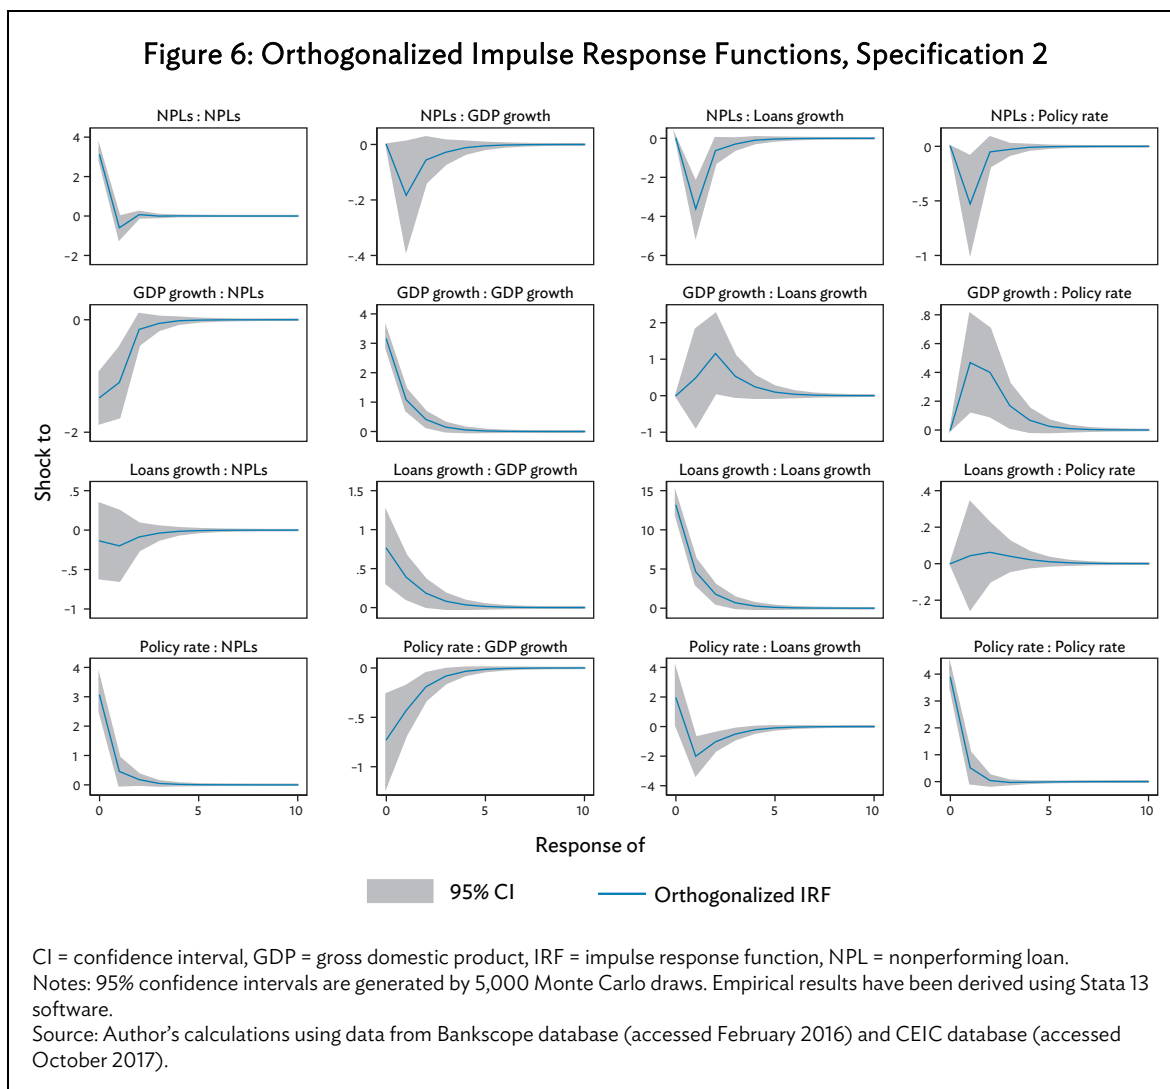 Figure 6: Orthogonalized Impulse Response Functions, Specification 2
NPLs : NPLs
NPLs : GDP growth
NPLs : Loans growth
NPLs : Policy rate
4
2
0
−2
0
−.2
−.4
0
−2
−4
−6
0
−.5
−1
GDP growth : NPLs
GDP growth : GDP growth
GDP growth : Loans growth
GDP growth : Policy rate
0
−2
4
3
2
1
0
2
1
0
−1
.8
.6
.4
.2
0
Shock to
Loans growth : NPLs
Loans growth : GDP growth
Loans growth : Loans growth
Loans growth : Policy rate
.5
0
−.5
−1
1.5
1
.5
0
15
10
5
0
.4
.2
0
−.2
Policy rate : NPLs
Policy rate : GDP growth
Policy rate : Loans growth
Policy rate : Policy rate
4
3
2
1
0
0
−.5
−1
4
2
0
−2
−4
4
3
2
1
0
0 5 10
0 5 10
0 5 10
0 5 10
Response of
95% CI
Orthogonalized IRF
CI = confidence interval, GDP = gross domestic product, IRF = impulse response function, NPL = nonperforming loan.
Notes: 95% confidence intervals are generated by 5,000 Monte Carlo draws. Empirical results have been derived using Stata 13
software.
Source: Author’s calculations using data from Bankscope database (accessed February 2016) and CEIC database (accessed
October 2017).